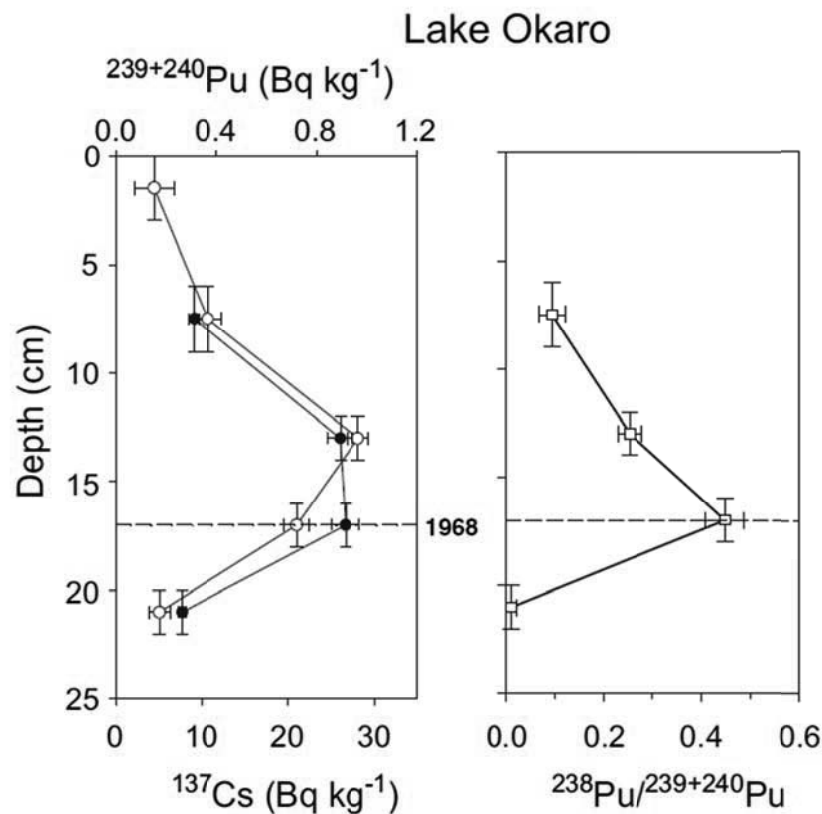 Lake Okaro
²³⁹⁺²⁴⁰Pu (Bq kg⁻¹)
0.0 0.4 0.8 1.2
0
5
10
15
20
25
Depth (cm)
1968
0 10 20 30
¹³⁷Cs (Bq kg⁻¹)
0.0 0.2 0.4 0.6
²³⁸Pu/²³⁹⁺²⁴⁰Pu